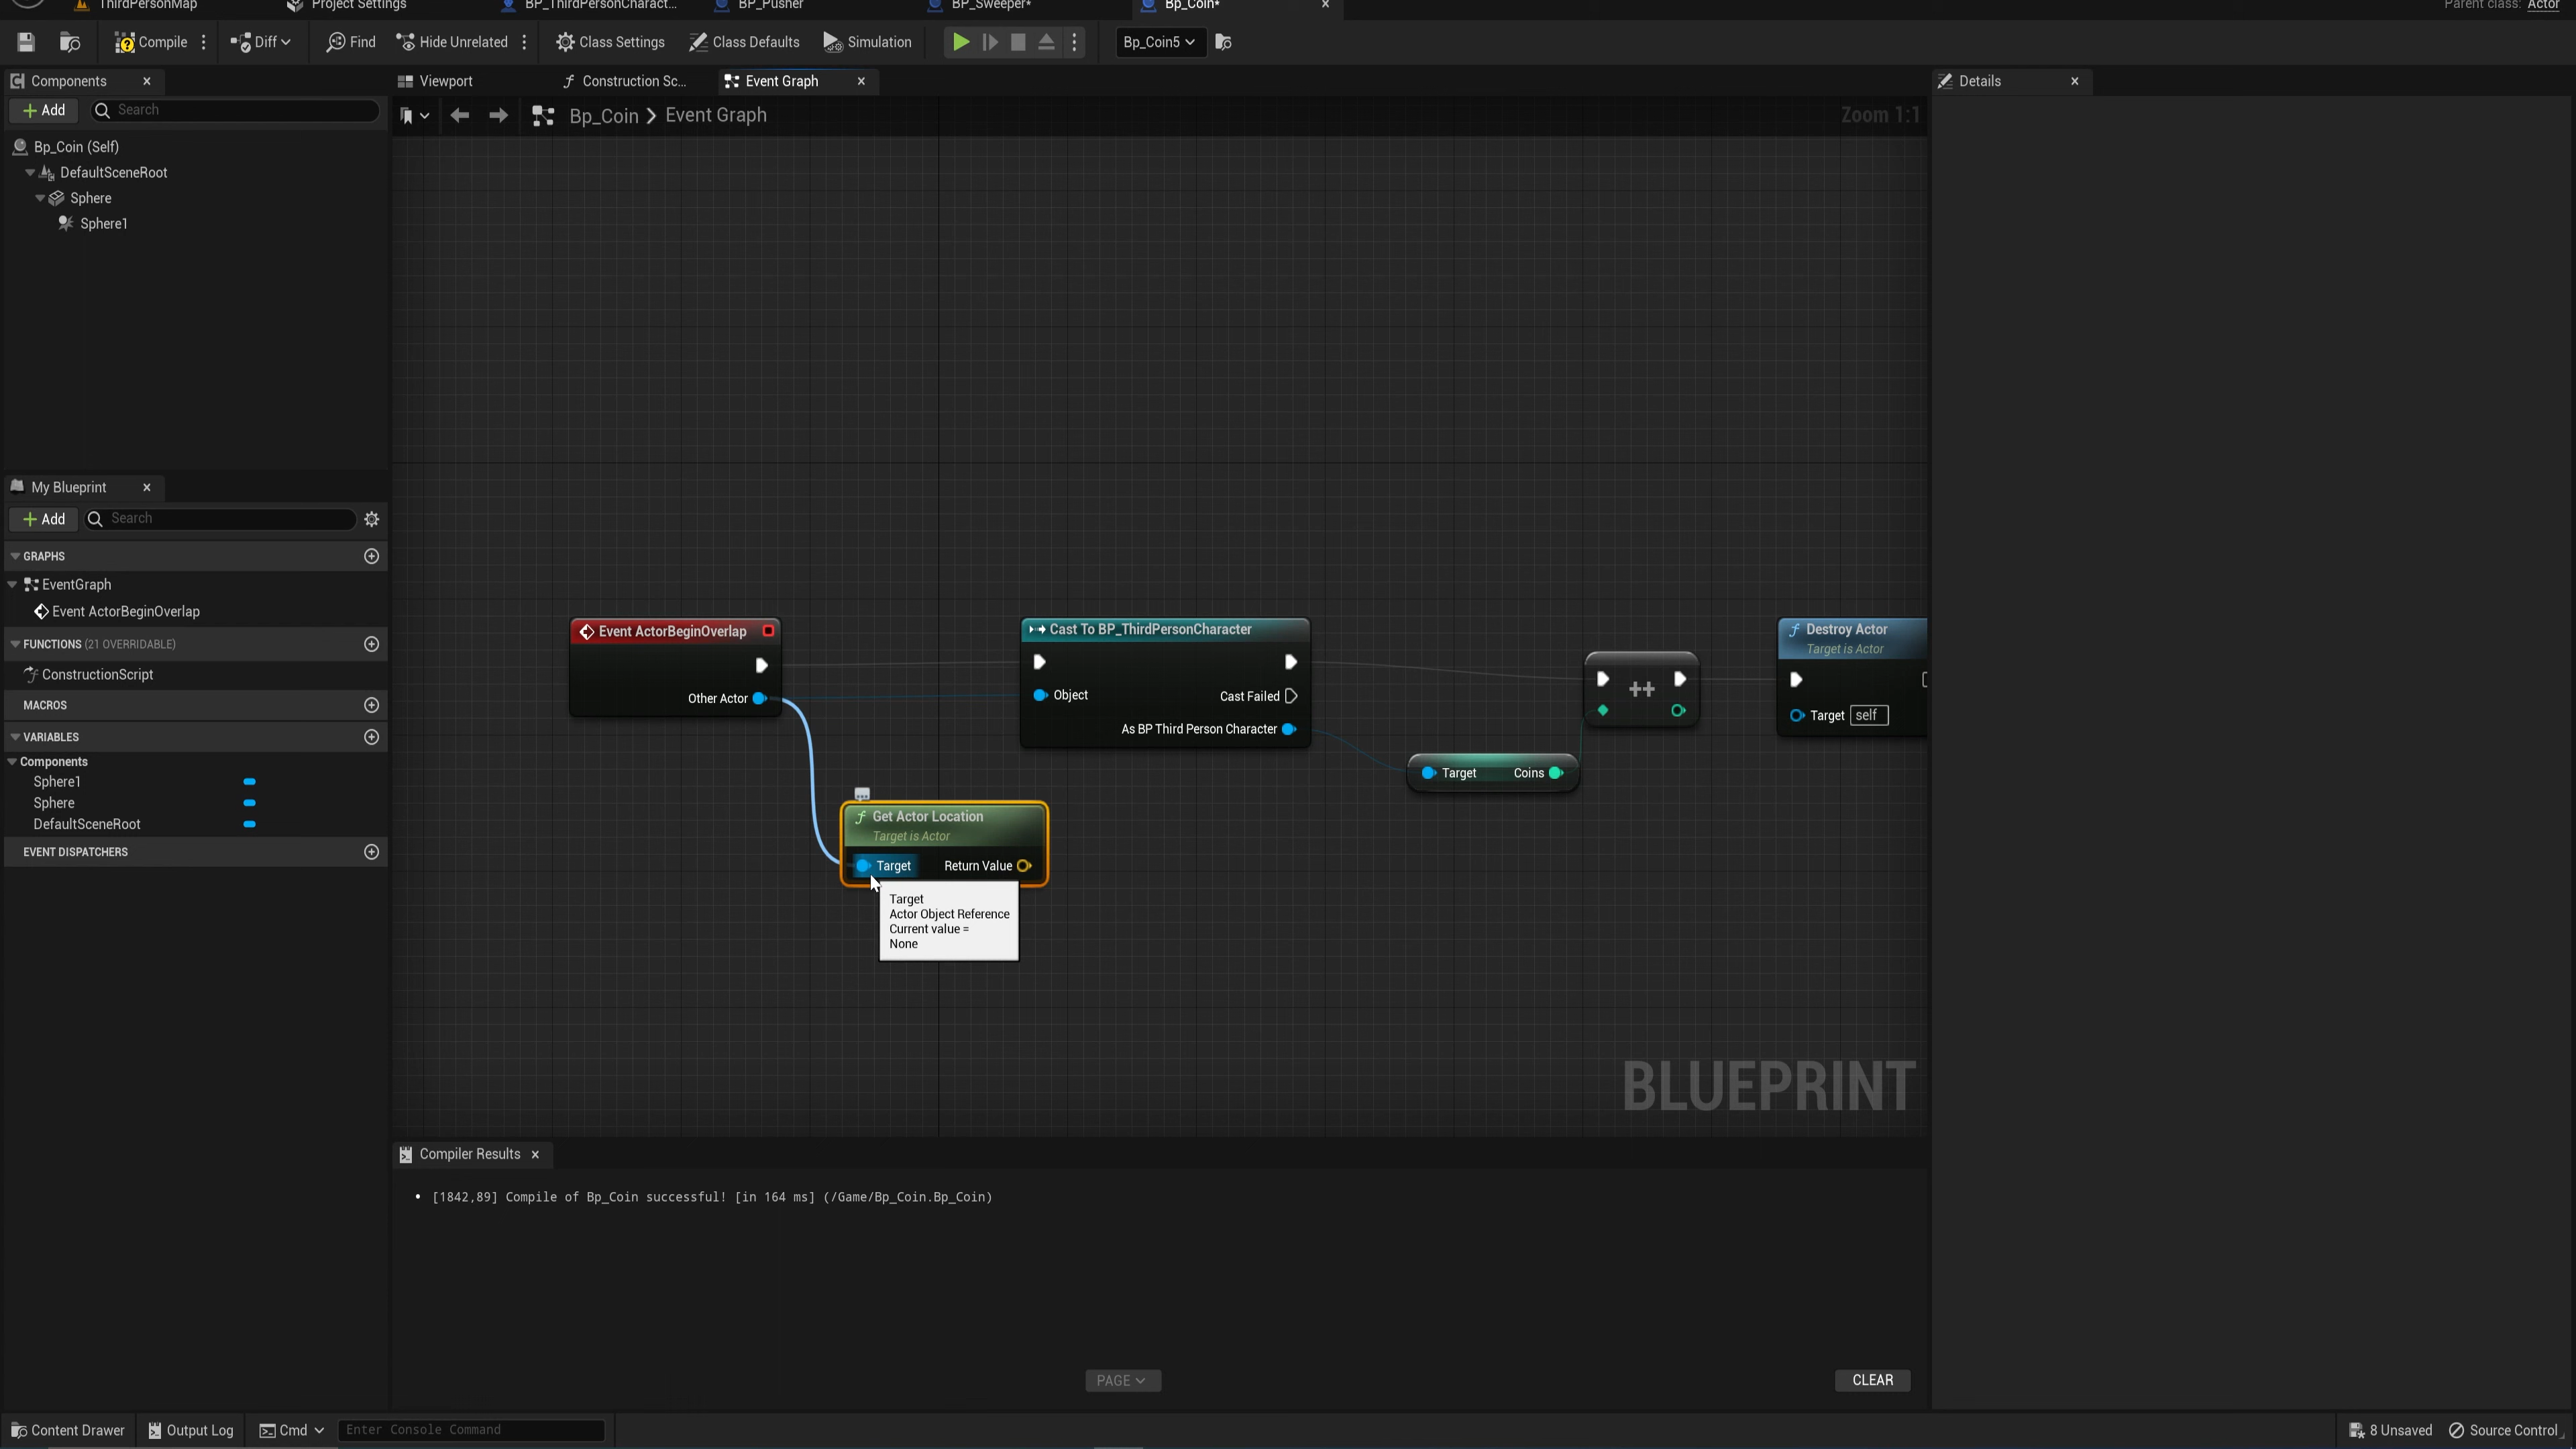 ThirdPersonMap
Project Settings
BP_ThirdPersonCharact...
BP_Pusher
BP_Sweeper*
Bp_Coin*
Parent class: Actor
Compile
Diff
Find
Hide Unrelated
Class Settings
Class Defaults
Simulation
Bp_Coin5
Components
Viewport
Construction Sc...
Event Graph
Details
Add
Search
Bp_Coin > Event Graph
Zoom 1:1
Bp_Coin (Self)
DefaultSceneRoot
Sphere
Sphere1
My Blueprint
Add
Search
GRAPHS
EventGraph
Event ActorBeginOverlap
FUNCTIONS (21 OVERRIDABLE)
ConstructionScript
MACROS
VARIABLES
Components
Sphere1
Sphere
DefaultSceneRoot
EVENT DISPATCHERS
Event ActorBeginOverlap
Other Actor
Cast To BP_ThirdPersonCharacter
Object
Cast Failed
As BP Third Person Character
Get Actor Location
Target is Actor
Target
Return Value
Target
Actor Object Reference
Current value =
None
Target
Coins
++
Destroy Actor
Target is Actor
Target
self
BLUEPRINT
Compiler Results
• [1842,89] Compile of Bp_Coin successful! [in 164 ms] (/Game/Bp_Coin.Bp_Coin)
PAGE
CLEAR
Content Drawer
Output Log
Cmd
Enter Console Command
8 Unsaved
Source Control